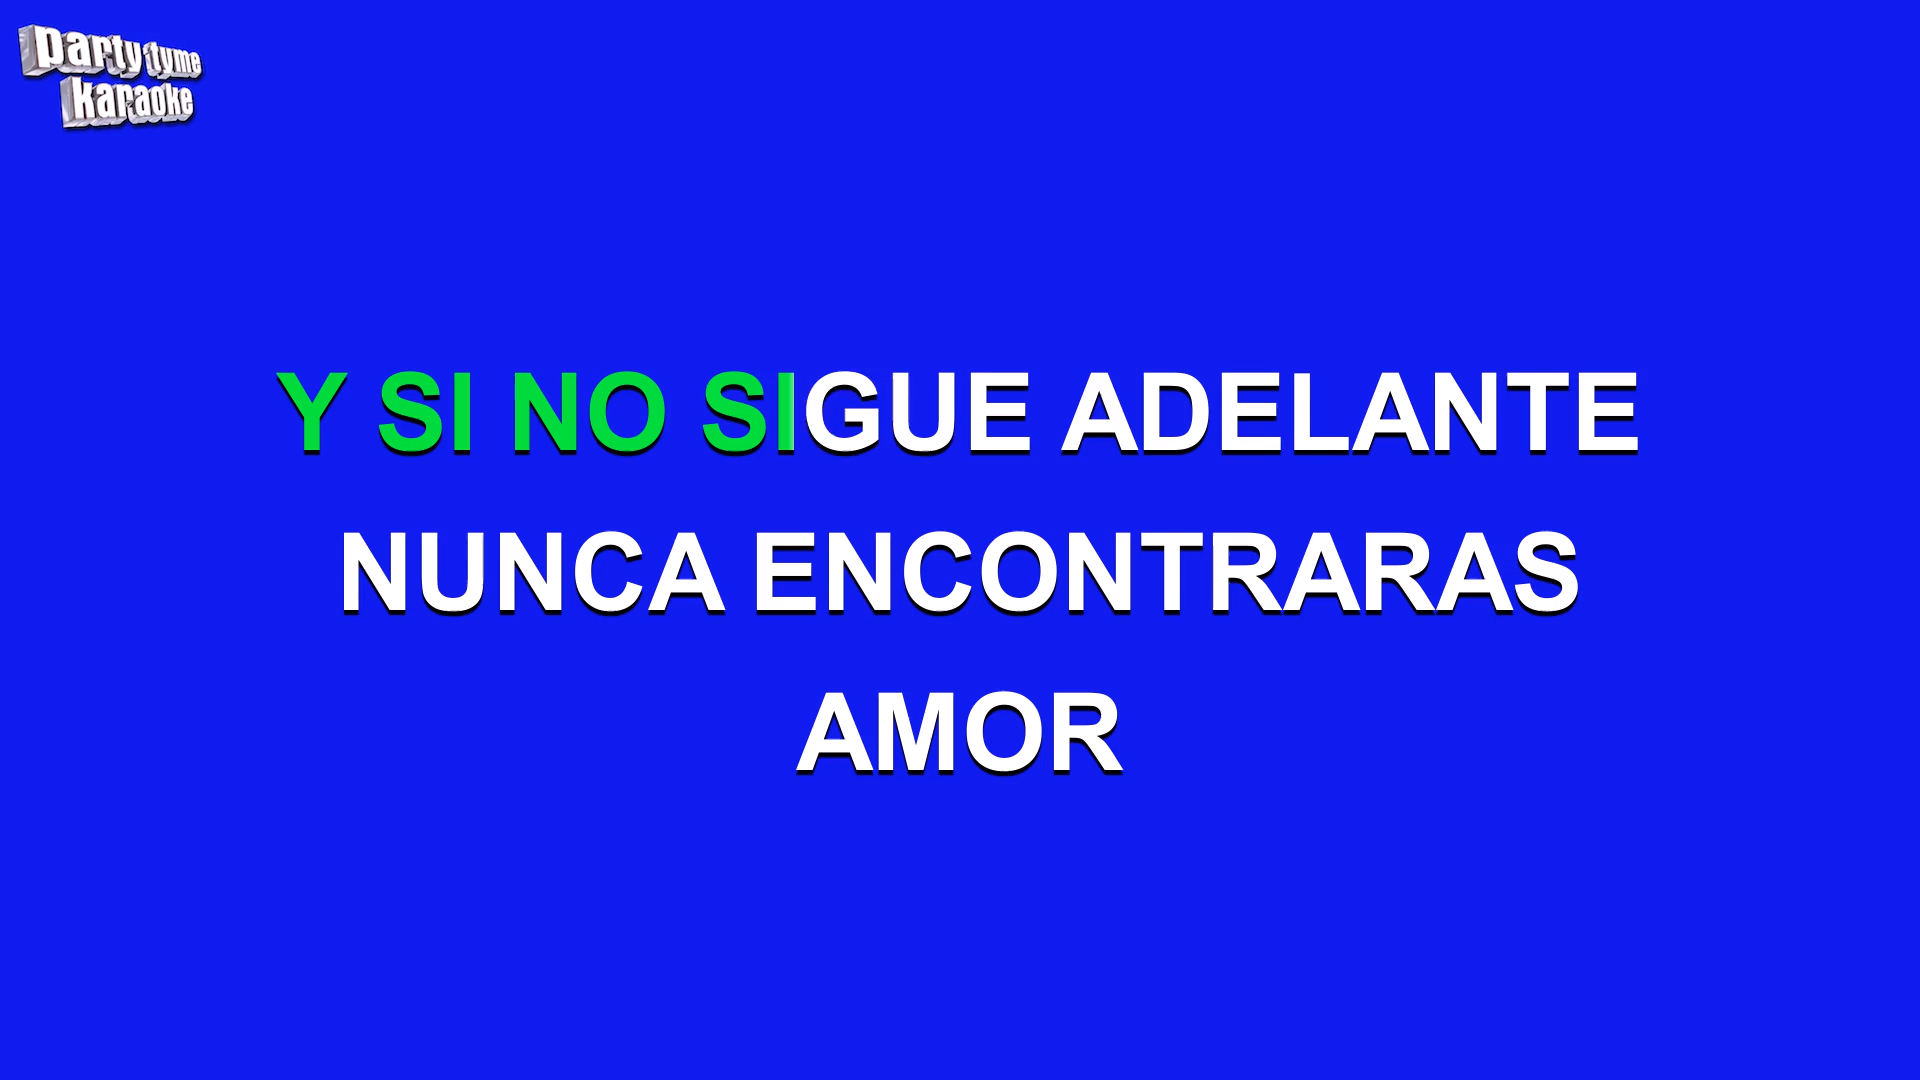 party tyme
karaoke
Y SI NO SIGUE ADELANTE
NUNCA ENCONTRARAS
AMOR